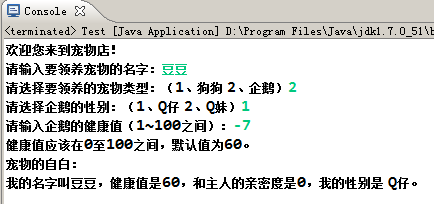 Console
<terminated> Test [Java Application] D:\Program Files\Java\jdk1.7.0_51\b
欢迎您来到宠物店!
请输入要领养宠物的名字: 豆豆
请选择要领养的宠物类型: (1、狗狗 2、企鹅) 2
请选择企鹅的性别: (1、Q仔 2、Q妹) 1
请输入企鹅的健康值(1~100之间): -7
健康值应该在0至100之间, 默认值为60。
宠物的自白:
我的名字叫豆豆, 健康值是60, 和主人的亲密度是0, 我的性别是 Q仔。